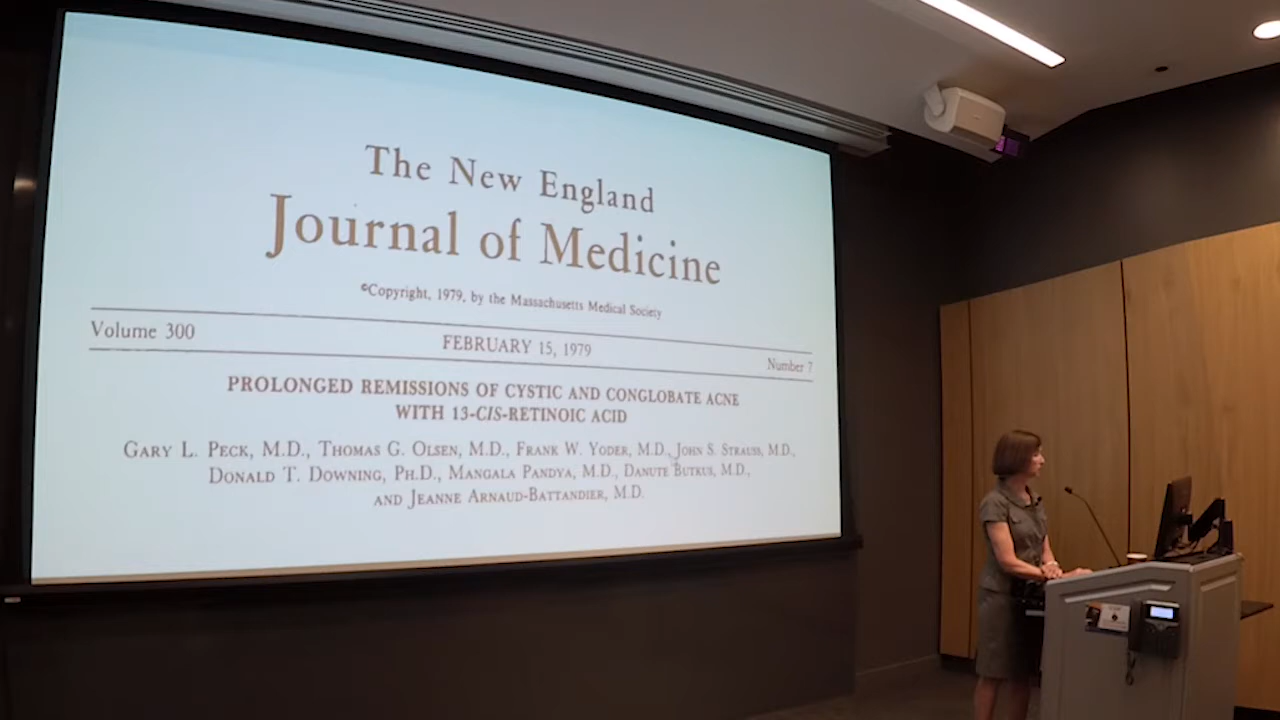 The New England
Journal of Medicine
©Copyright, 1979, by the Massachusetts Medical Society
Volume 300
FEBRUARY 15, 1979
Number 7
PROLONGED REMISSIONS OF CYSTIC AND CONGLOBATE ACNE
WITH 13-CIS-RETINOIC ACID
GARY L. PECK, M.D., THOMAS G. OLSEN, M.D., FRANK W. YODER, M.D., JOHN S. STRAUSS, M.D.,
DONALD T. DOWNING, PH.D., MANGALA PANDYA, M.D., DANUTE BUTKUS, M.D.,
AND JEANNE ARNAUD-BATTANDIER, M.D.